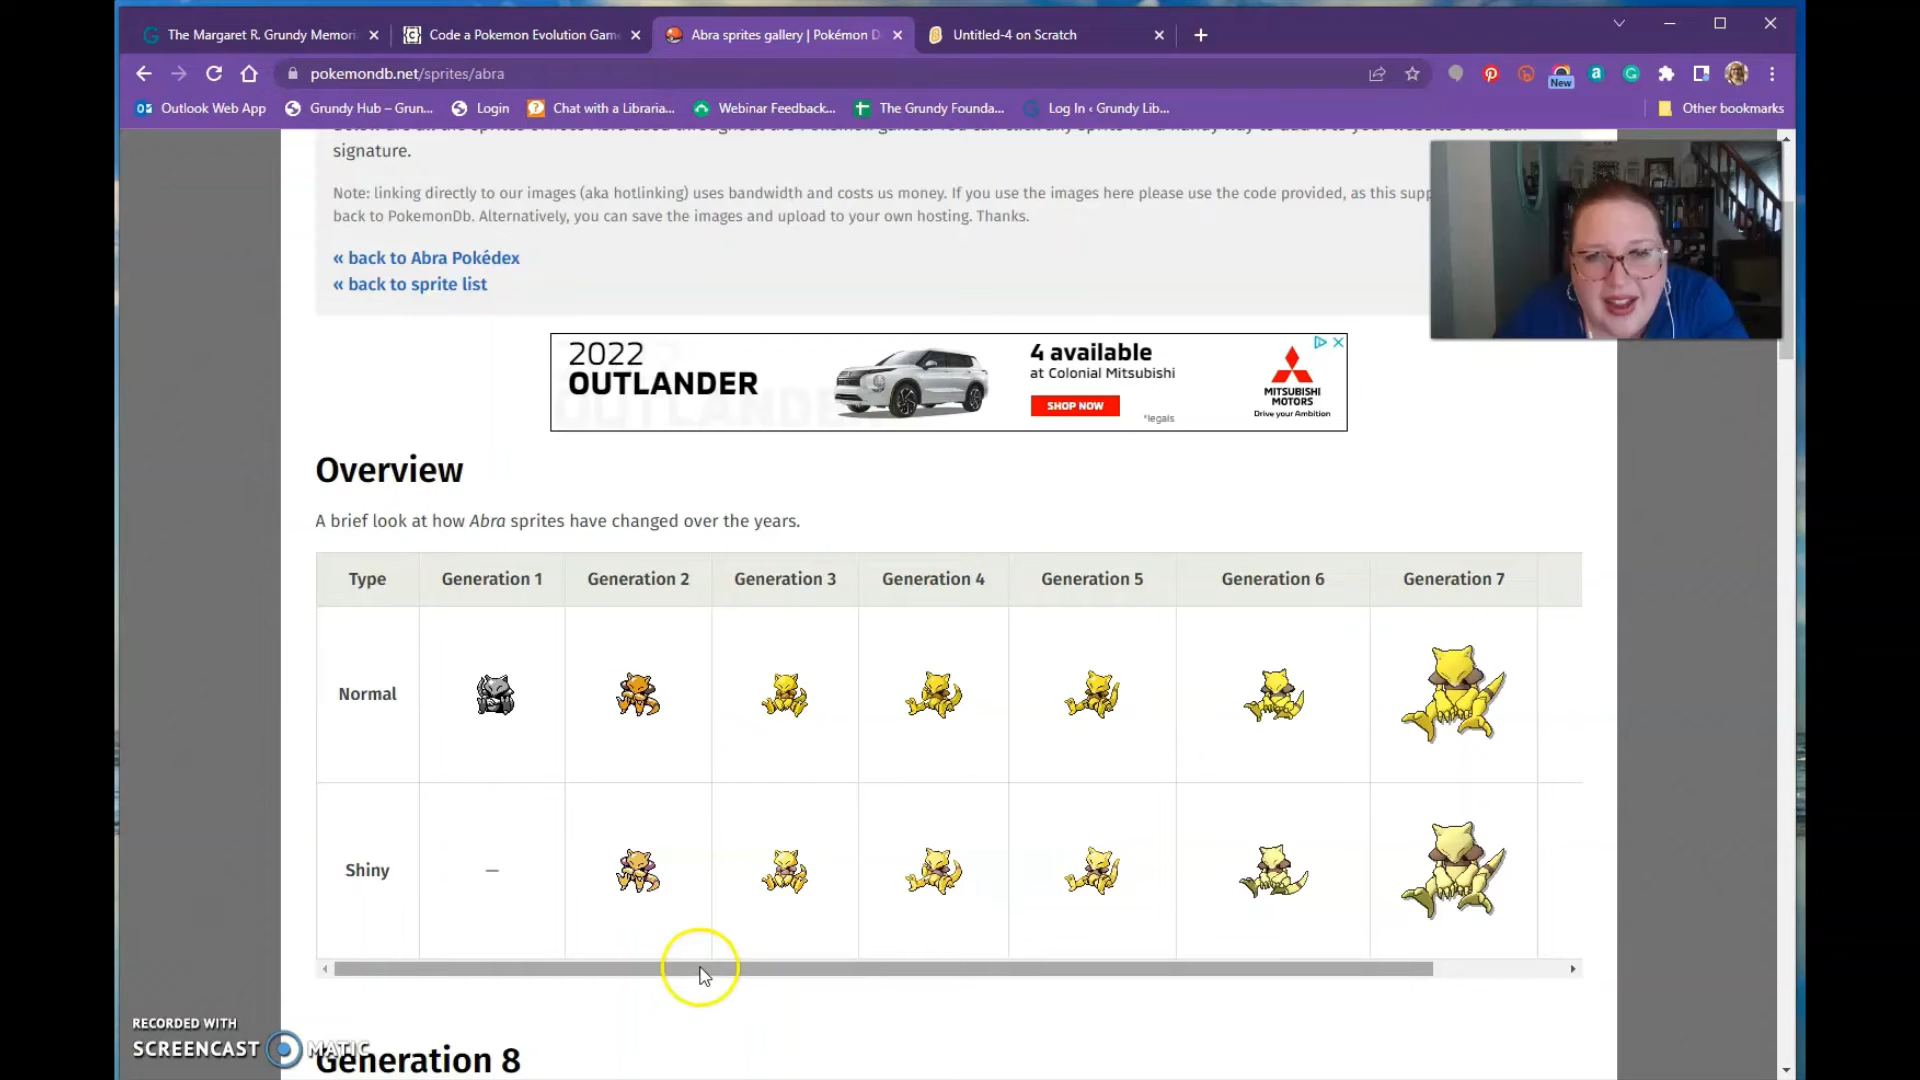 The Margaret R. Grundy Memori
Code a Pokemon Evolution Gam
Abra sprites gallery | Pokémon D
Untitled-4 on Scratch
pokemondb.net/sprites/abra
New
Outlook Web App
Grundy Hub – Grun...
Login
Chat with a Libraria...
Webinar Feedback...
The Grundy Founda...
Log In ‹ Grundy Lib...
Other bookmarks
signature.
Note: linking directly to our images (aka hotlinking) uses bandwidth and costs us money. If you use the images here please use the code provided, as this supp
back to PokemonDb. Alternatively, you can save the images and upload to your own hosting. Thanks.
« back to Abra Pokédex
« back to sprite list
2022
OUTLANDER
4 available
at Colonial Mitsubishi
SHOP NOW
*legals
MITSUBISHI
MOTORS
Drive your Ambition
Overview
A brief look at how Abra sprites have changed over the years.
Type Generation 1 Generation 2 Generation 3 Generation 4 Generation 5 Generation 6 Generation 7
Normal
Shiny —
RECORDED WITH
SCREENCAST MATIC
Generation 8